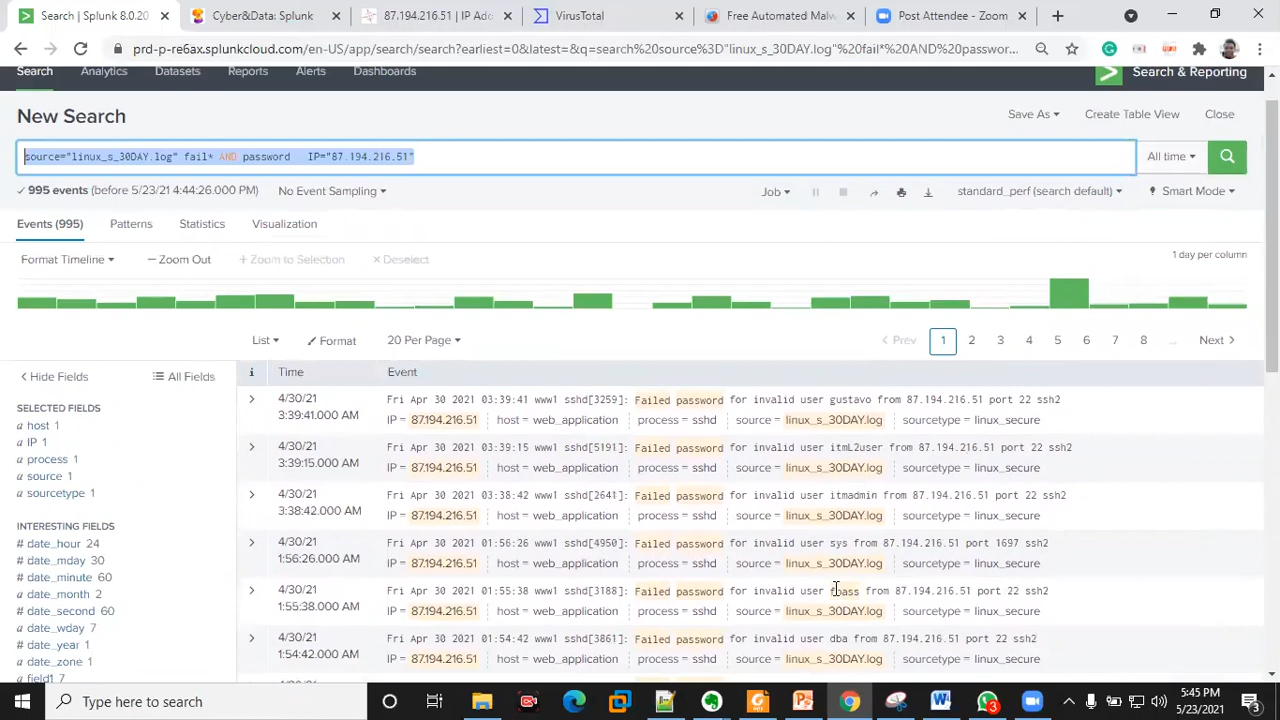 Search | Splunk 8.0.20
Cyber&Data: Splunk
87.194.216.51 | IP Ado
VirusTotal
Free Automated Malw
Post Attendee - Zoom
prd-p-re6ax.splunkcloud.com/en-US/app/search/search?earliest=0&latest=&q=search%20source%3D"linux_s_30DAY.log"%20fail*%20AND%20passwor...
Search Analytics Datasets Reports Alerts Dashboards Search & Reporting
New Search
Save As Create Table View Close
source="linux_s_30DAY.log" fail* AND password IP="87.194.216.51"
All time
995 events (before 5/23/21 4:44:26.000 PM) No Event Sampling
Job standard_perf (search default) Smart Mode
Events (995) Patterns Statistics Visualization
Format Timeline — Zoom Out + Zoom to Selection × Deselect 1 day per column
List Format 20 Per Page
< Prev 1 2 3 4 5 6 7 8 ... Next >
< Hide Fields All Fields
i Time Event
SELECTED FIELDS
a host 1
a IP 1
a process 1
a source 1
a sourcetype 1
INTERESTING FIELDS
# date_hour 24
# date_mday 30
# date_minute 60
a date_month 2
# date_second 60
a date_wday 7
# date_year 1
a date_zone 1
a field1 7
4/30/21
3:39:41.000 AM
Fri Apr 30 2021 03:39:41 www1 sshd[3259]: Failed password for invalid user gustavo from 87.194.216.51 port 22 ssh2
IP = 87.194.216.51 host = web_application process = sshd source = linux_s_30DAY.log sourcetype = linux_secure
4/30/21
3:39:15.000 AM
Fri Apr 30 2021 03:39:15 www1 sshd[5191]: Failed password for invalid user itmL2user from 87.194.216.51 port 22 ssh2
IP = 87.194.216.51 host = web_application process = sshd source = linux_s_30DAY.log sourcetype = linux_secure
4/30/21
3:38:42.000 AM
Fri Apr 30 2021 03:38:42 www1 sshd[2641]: Failed password for invalid user itmadmin from 87.194.216.51 port 22 ssh2
IP = 87.194.216.51 host = web_application process = sshd source = linux_s_30DAY.log sourcetype = linux_secure
4/30/21
1:56:26.000 AM
Fri Apr 30 2021 01:56:26 www1 sshd[4950]: Failed password for invalid user sys from 87.194.216.51 port 1697 ssh2
IP = 87.194.216.51 host = web_application process = sshd source = linux_s_30DAY.log sourcetype = linux_secure
4/30/21
1:55:38.000 AM
Fri Apr 30 2021 01:55:38 www1 sshd[3188]: Failed password for invalid user from 87.194.216.51 port 22 ssh2
IP = 87.194.216.51 host = web_application process = sshd source = linux_s_30DAY.log sourcetype = linux_secure
4/30/21
1:54:42.000 AM
Fri Apr 30 2021 01:54:42 www1 sshd[3861]: Failed password for invalid user dba from 87.194.216.51 port 22 ssh2
IP = 87.194.216.51 host = web_application process = sshd source = linux_s_30DAY.log sourcetype = linux_secure
Type here to search
3
5:45 PM
5/23/2021